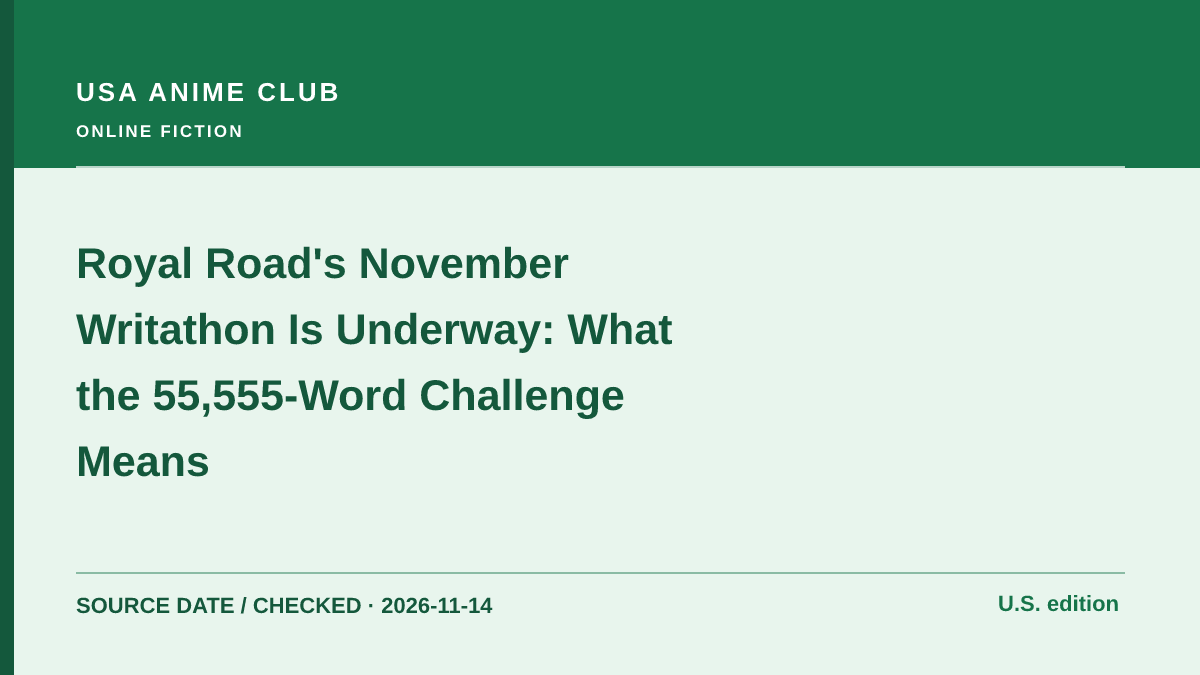 USA ANIME CLUB
ONLINE FICTION
Royal Road's November
Writathon Is Underway: What
the 55,555-Word Challenge
Means
SOURCE DATE / CHECKED · 2026-11-14
U.S. edition